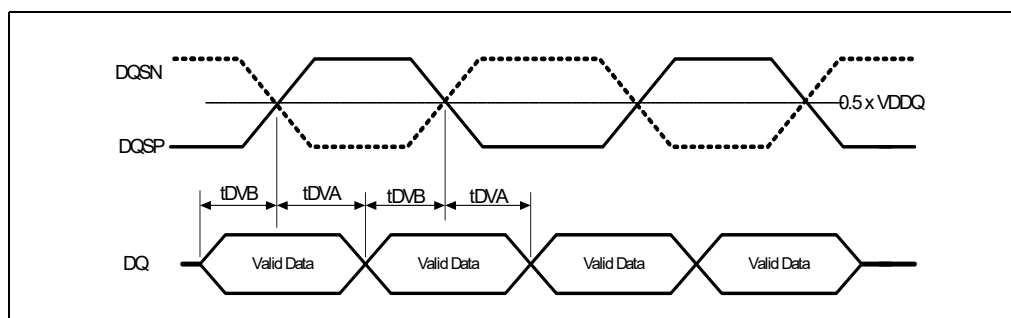 DQSN
0.5 x VDDQ
DQSP
tDVB tDVA tDVB tDVA
DQ Valid Data Valid Data Valid Data Valid Data